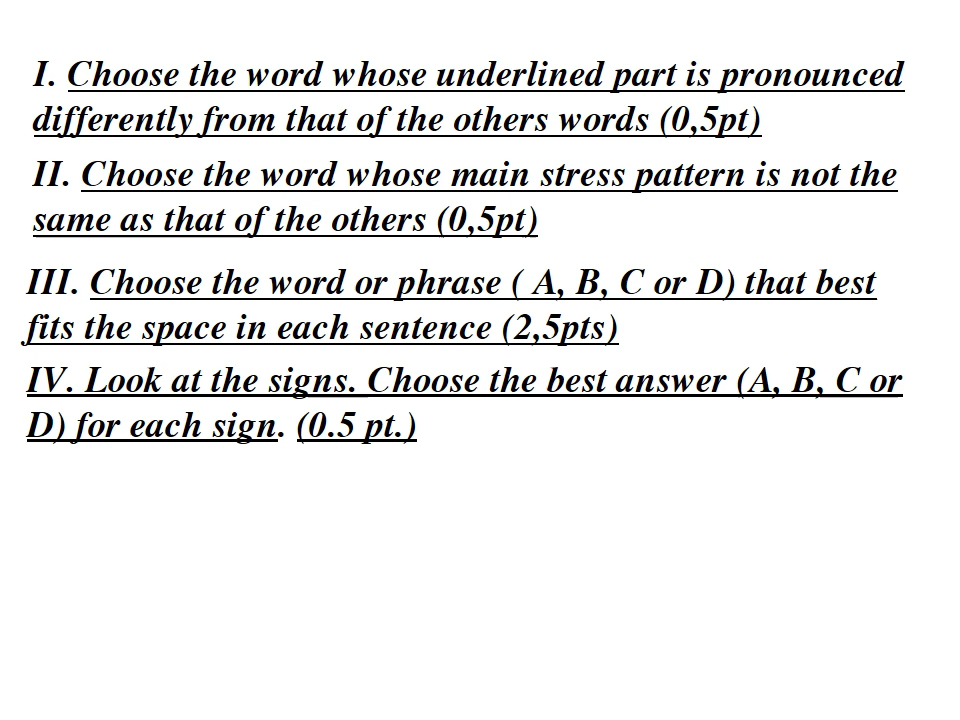 I. Choose the word whose underlined part is pronounced
differently from that of the others words (0,5pt)
II. Choose the word whose main stress pattern is not the
same as that of the others (0,5pt)
III. Choose the word or phrase ( A, B, C or D) that best
fits the space in each sentence (2,5pts)
IV. Look at the signs. Choose the best answer (A, B, C or
D) for each sign. (0.5 pt.)